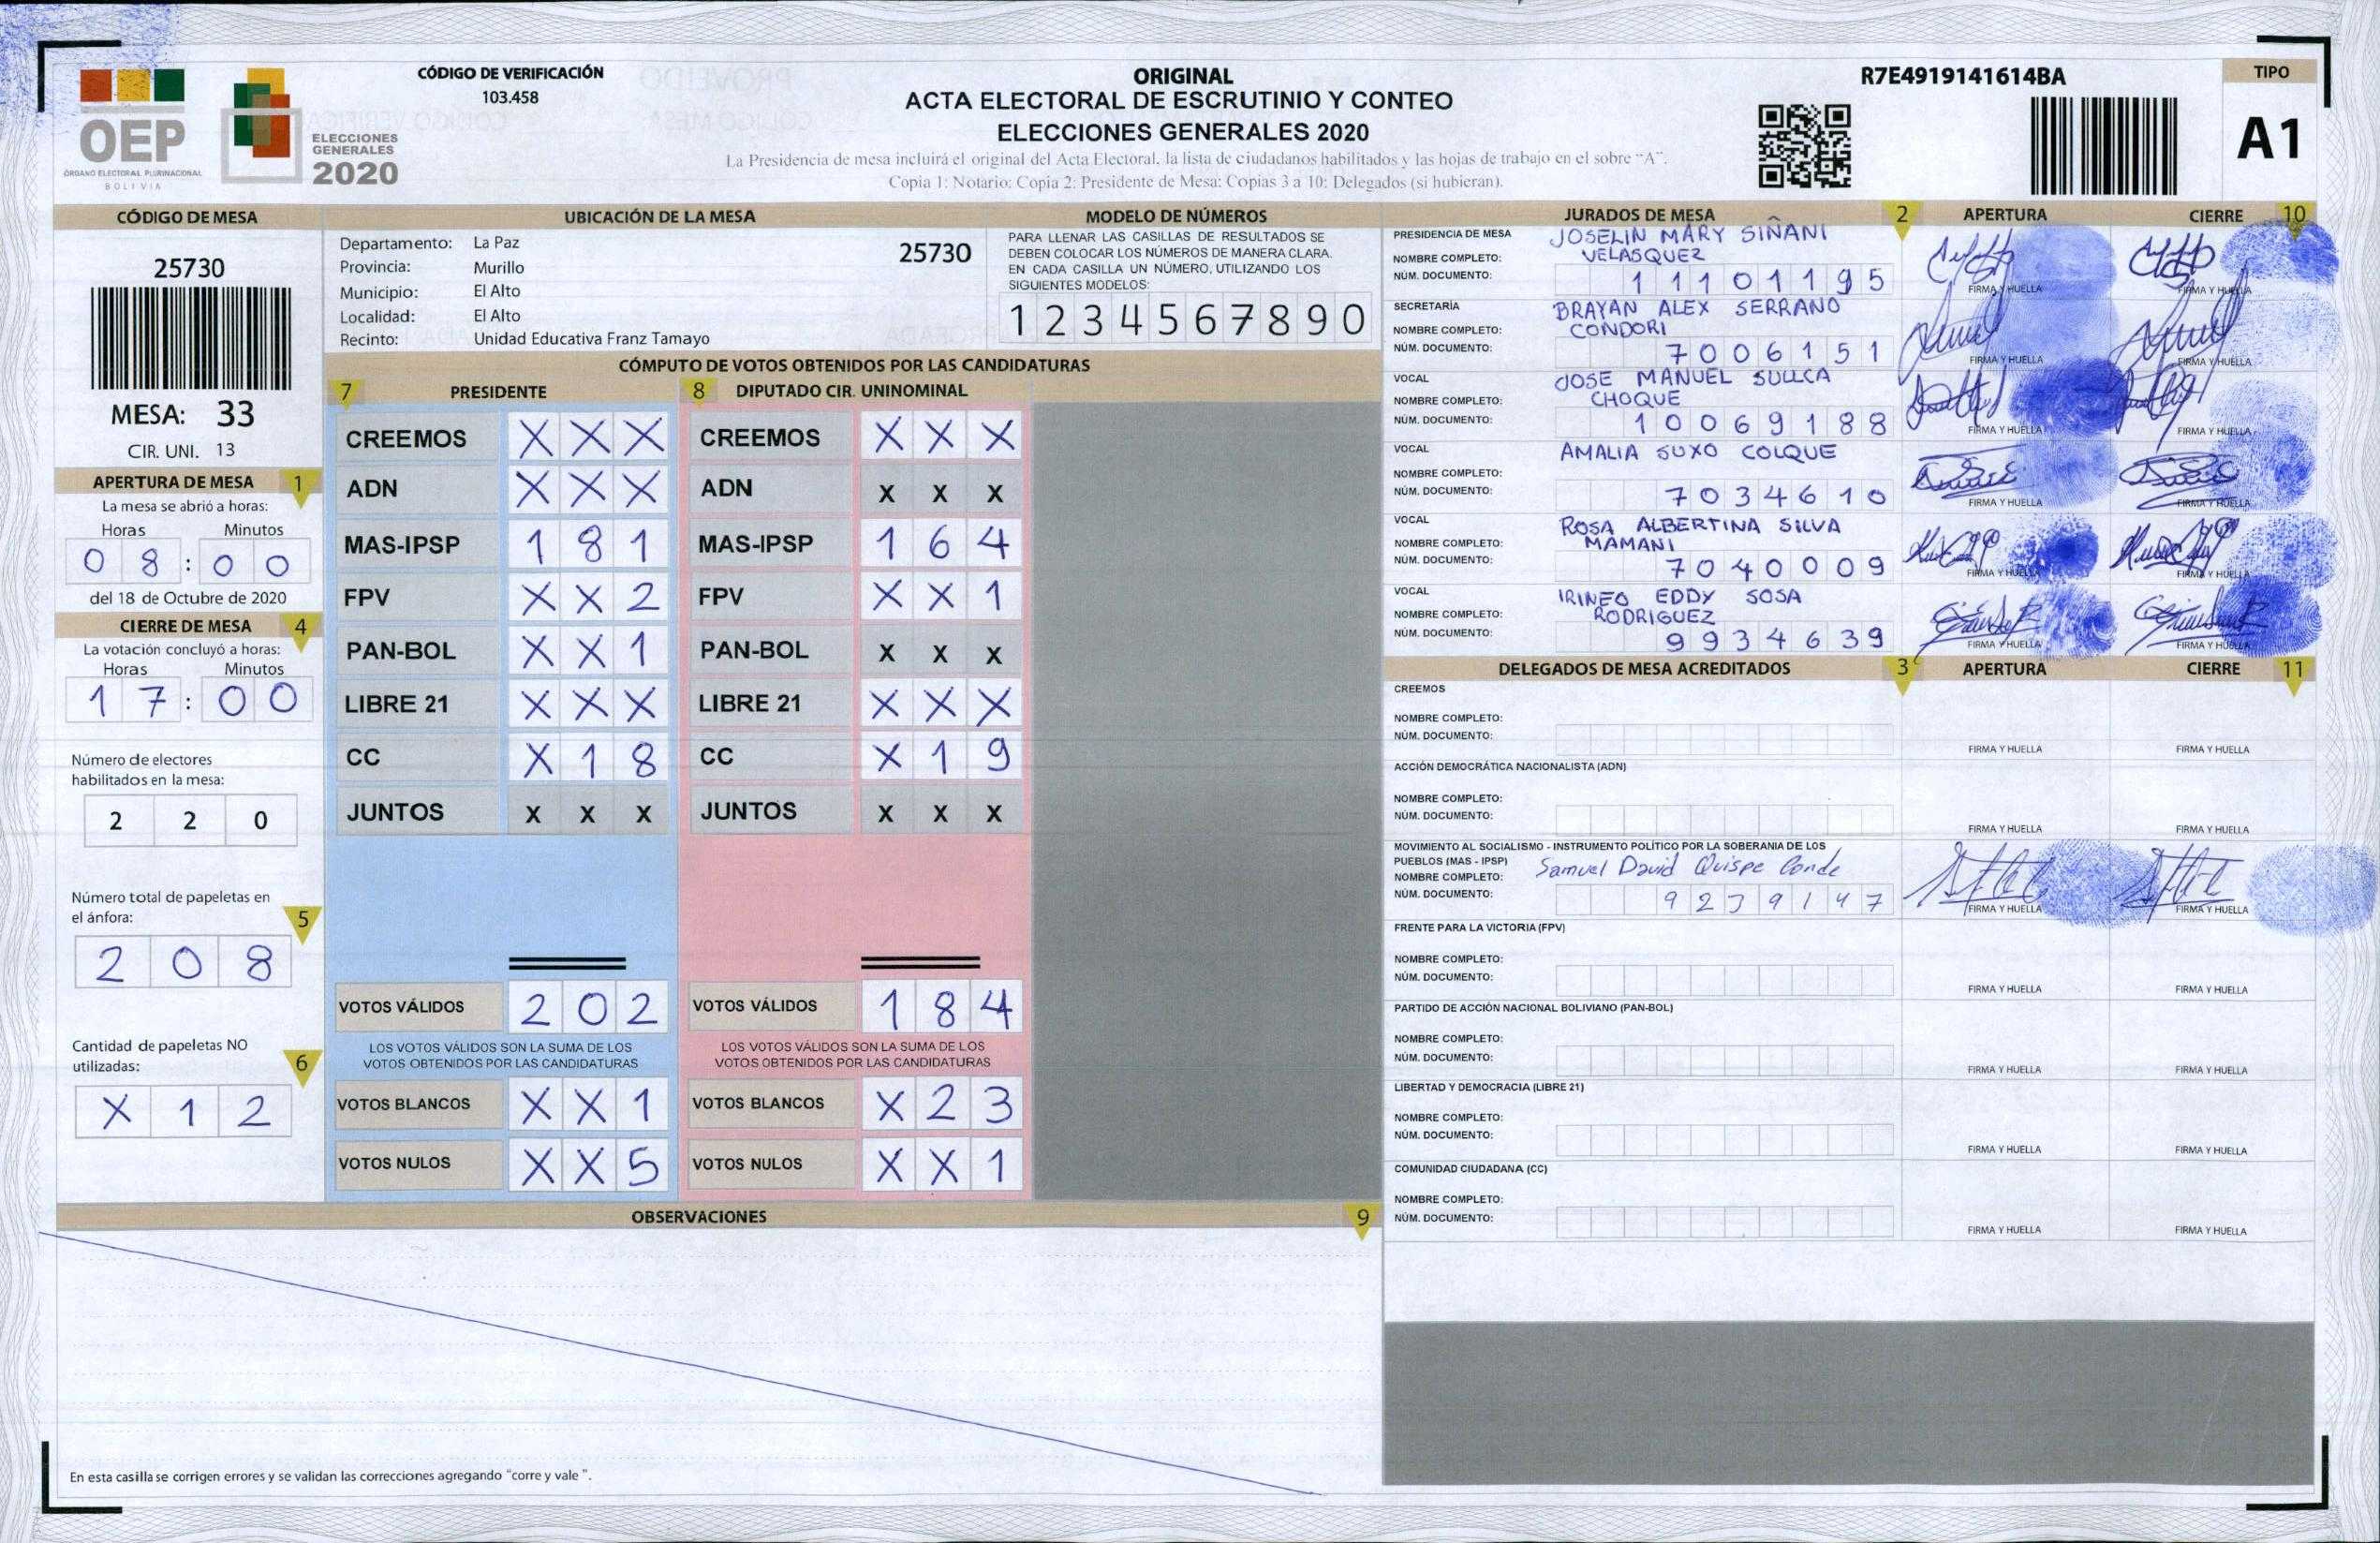 CÓDIGO DE VERIFICACIÓN
103.458
OEP
ÓRGANO ELECTORAL PLURINACIONAL
BOLIVIA
ELECCIONES
GENERALES
2020
ORIGINAL
ACTA ELECTORAL DE ESCRUTINIO Y CONTEO
ELECCIONES GENERALES 2020
La Presidencia de mesa incluirá el original del Acta Electoral, la lista de ciudadanos habilitados y las hojas de trabajo en el sobre "A".
Copia 1: Notario; Copia 2: Presidente de Mesa; Copias 3 a 10: Delegados (si hubieran).
R7E4919141614BA
TIPO
A1
CÓDIGO DE MESA
25730
MESA: 33
CIR. UNI. 13
APERTURA DE MESA 1
La mesa se abrió a horas:
Horas Minutos
0 8 : 0 0
del 18 de Octubre de 2020
CIERRE DE MESA 4
La votación concluyó a horas:
Horas Minutos
1 7 : 0 0
Número de electores
habilitados en la mesa:
2 2 0
Número total de papeletas en
el ánfora: 5
2 0 8
Cantidad de papeletas NO
utilizadas: 6
X 1 2
UBICACIÓN DE LA MESA
Departamento: La Paz 25730
Provincia: Murillo
Municipio: El Alto
Localidad: El Alto
Recinto: Unidad Educativa Franz Tamayo
MODELO DE NÚMEROS
PARA LLENAR LAS CASILLAS DE RESULTADOS SE
DEBEN COLOCAR LOS NÚMEROS DE MANERA CLARA.
EN CADA CASILLA UN NÚMERO, UTILIZANDO LOS
SIGUIENTES MODELOS:
1 2 3 4 5 6 7 8 9 0
CÓMPUTO DE VOTOS OBTENIDOS POR LAS CANDIDATURAS
7 PRESIDENTE
CREEMOS X X X
ADN X X X
MAS-IPSP 1 8 1
FPV X X 2
PAN-BOL X X 1
LIBRE 21 X X X
CC X 1 8
JUNTOS X X X
VOTOS VÁLIDOS 2 0 2
LOS VOTOS VÁLIDOS SON LA SUMA DE LOS
VOTOS OBTENIDOS POR LAS CANDIDATURAS
VOTOS BLANCOS X X 1
VOTOS NULOS X X 5
8 DIPUTADO CIR. UNINOMINAL
CREEMOS X X X
ADN X X X
MAS-IPSP 1 6 4
FPV X X 1
PAN-BOL X X X
LIBRE 21 X X X
CC X 1 9
JUNTOS X X X
VOTOS VÁLIDOS 1 8 4
LOS VOTOS VÁLIDOS SON LA SUMA DE LOS
VOTOS OBTENIDOS POR LAS CANDIDATURAS
VOTOS BLANCOS X 2 3
VOTOS NULOS X X 1
OBSERVACIONES 9
En esta casilla se corrigen errores y se validan las correcciones agregando "corre y vale ".
JURADOS DE MESA 2 APERTURA CIERRE 10
PRESIDENCIA DE MESA JOSELIN MARY SIÑANI
NOMBRE COMPLETO: VELASQUEZ
NÚM. DOCUMENTO: 1 1 1 0 1 1 9 5 FIRMA Y HUELLA FIRMA Y HUELLA
SECRETARÍA BRAYAN ALEX SERRANO
NOMBRE COMPLETO: CONDORI
NÚM. DOCUMENTO: 7 0 0 6 1 5 1 FIRMA Y HUELLA FIRMA Y HUELLA
VOCAL JOSE MANUEL SULLCA
NOMBRE COMPLETO: CHOQUE
NÚM. DOCUMENTO: 1 0 0 6 9 1 8 8 FIRMA Y HUELLA FIRMA Y HUELLA
VOCAL AMALIA SUXO COLQUE
NOMBRE COMPLETO:
NÚM. DOCUMENTO: 7 0 3 4 6 1 0 FIRMA Y HUELLA FIRMA Y HUELLA
VOCAL ROSA ALBERTINA SILVA
NOMBRE COMPLETO: MAMANI
NÚM. DOCUMENTO: 7 0 4 0 0 0 9 FIRMA Y HUELLA FIRMA Y HUELLA
VOCAL IRINEO EDDY SOSA
NOMBRE COMPLETO: RODRIGUEZ
NÚM. DOCUMENTO: 9 9 3 4 6 3 9 FIRMA Y HUELLA FIRMA Y HUELLA
DELEGADOS DE MESA ACREDITADOS 3 APERTURA CIERRE 11
CREEMOS
NOMBRE COMPLETO:
NÚM. DOCUMENTO: FIRMA Y HUELLA FIRMA Y HUELLA
ACCIÓN DEMOCRÁTICA NACIONALISTA (ADN)
NOMBRE COMPLETO:
NÚM. DOCUMENTO: FIRMA Y HUELLA FIRMA Y HUELLA
MOVIMIENTO AL SOCIALISMO - INSTRUMENTO POLÍTICO POR LA SOBERANIA DE LOS
PUEBLOS (MAS - IPSP) Samuel David Quispe Conde
NOMBRE COMPLETO:
NÚM. DOCUMENTO: 9 2 3 9 1 4 7 FIRMA Y HUELLA FIRMA Y HUELLA
FRENTE PARA LA VICTORIA (FPV)
NOMBRE COMPLETO:
NÚM. DOCUMENTO: FIRMA Y HUELLA FIRMA Y HUELLA
PARTIDO DE ACCIÓN NACIONAL BOLIVIANO (PAN-BOL)
NOMBRE COMPLETO:
NÚM. DOCUMENTO: FIRMA Y HUELLA FIRMA Y HUELLA
LIBERTAD Y DEMOCRACIA (LIBRE 21)
NOMBRE COMPLETO:
NÚM. DOCUMENTO: FIRMA Y HUELLA FIRMA Y HUELLA
COMUNIDAD CIUDADANA (CC)
NOMBRE COMPLETO:
NÚM. DOCUMENTO: FIRMA Y HUELLA FIRMA Y HUELLA